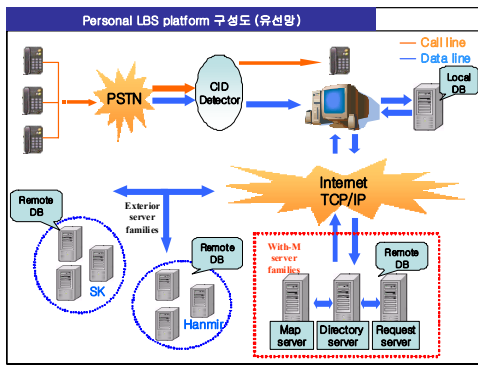 Personal LBS platform 구성도 (유선망)
Call line
Data line
PSTN
CID
Detector
Local
DB
Internet
TCP/IP
Remote
DB
Exterior
server
families
SK
Remote
DB
Hanmir
With-M
server
families
Remote
DB
Map
server
Directory
server
Request
server